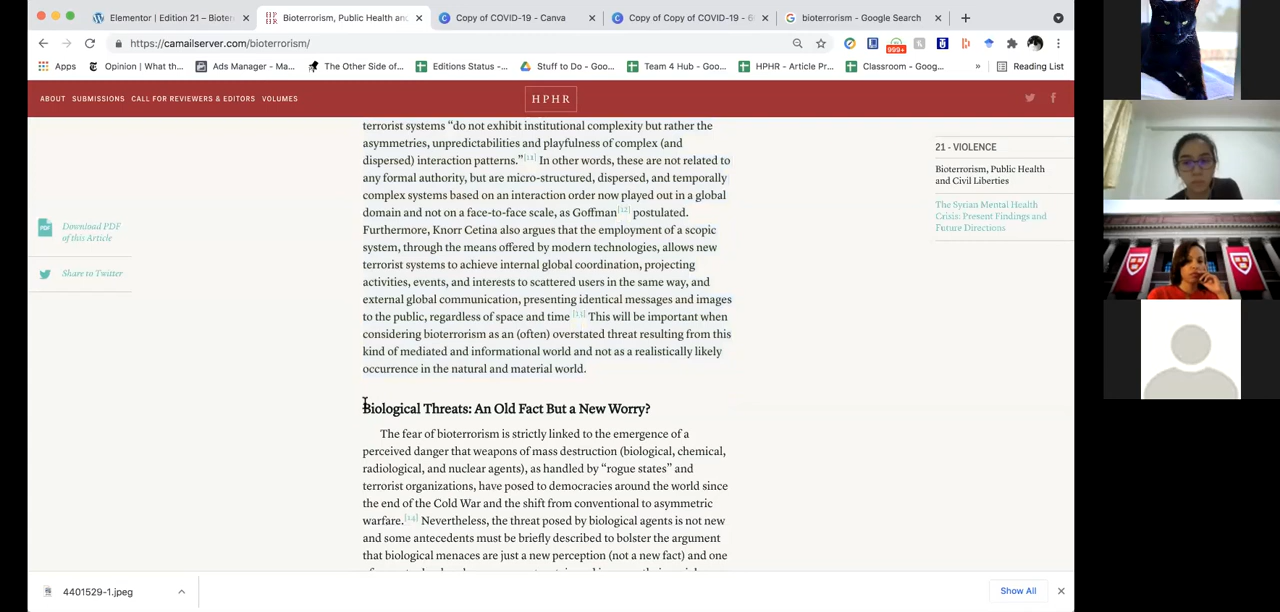 Elementor | Edition 21 – Bioter
Bioterrorism, Public Health and
Copy of COVID-19 - Canva
Copy of Copy of COVID-19 - 6
bioterrorism - Google Search
https://camailserver.com/bioterrorism/
999+
Apps
Opinion | What th...
Ads Manager - Ma...
The Other Side of...
Editions Status -...
Stuff to Do - Goo...
Team 4 Hub - Goo...
HPHR - Article Pr...
Classroom - Goog...
»
Reading List
ABOUT SUBMISSIONS CALL FOR REVIEWERS & EDITORS VOLUMES
HPHR
terrorist systems “do not exhibit institutional complexity but rather the
asymmetries, unpredictabilities and playfulness of complex (and
dispersed) interaction patterns.”[11] In other words, these are not related to
any formal authority, but are micro-structured, dispersed, and temporally
complex systems based on an interaction order now played out in a global
domain and not on a face-to-face scale, as Goffman[12] postulated.
Furthermore, Knorr Cetina also argues that the employment of a scopic
system, through the means offered by modern technologies, allows new
terrorist systems to achieve internal global coordination, projecting
activities, events, and interests to scattered users in the same way, and
external global communication, presenting identical messages and images
to the public, regardless of space and time [13] This will be important when
considering bioterrorism as an (often) overstated threat resulting from this
kind of mediated and informational world and not as a realistically likely
occurrence in the natural and material world.
Biological Threats: An Old Fact But a New Worry?
The fear of bioterrorism is strictly linked to the emergence of a
perceived danger that weapons of mass destruction (biological, chemical,
radiological, and nuclear agents), as handled by “rogue states” and
terrorist organizations, have posed to democracies around the world since
the end of the Cold War and the shift from conventional to asymmetric
warfare.[14] Nevertheless, the threat posed by biological agents is not new
and some antecedents must be briefly described to bolster the argument
that biological menaces are just a new perception (not a new fact) and one
Download PDF
of this Article
Share to Twitter
21 - VIOLENCE
Bioterrorism, Public Health
and Civil Liberties
The Syrian Mental Health
Crisis: Present Findings and
Future Directions
4401529-1.jpeg
Show All